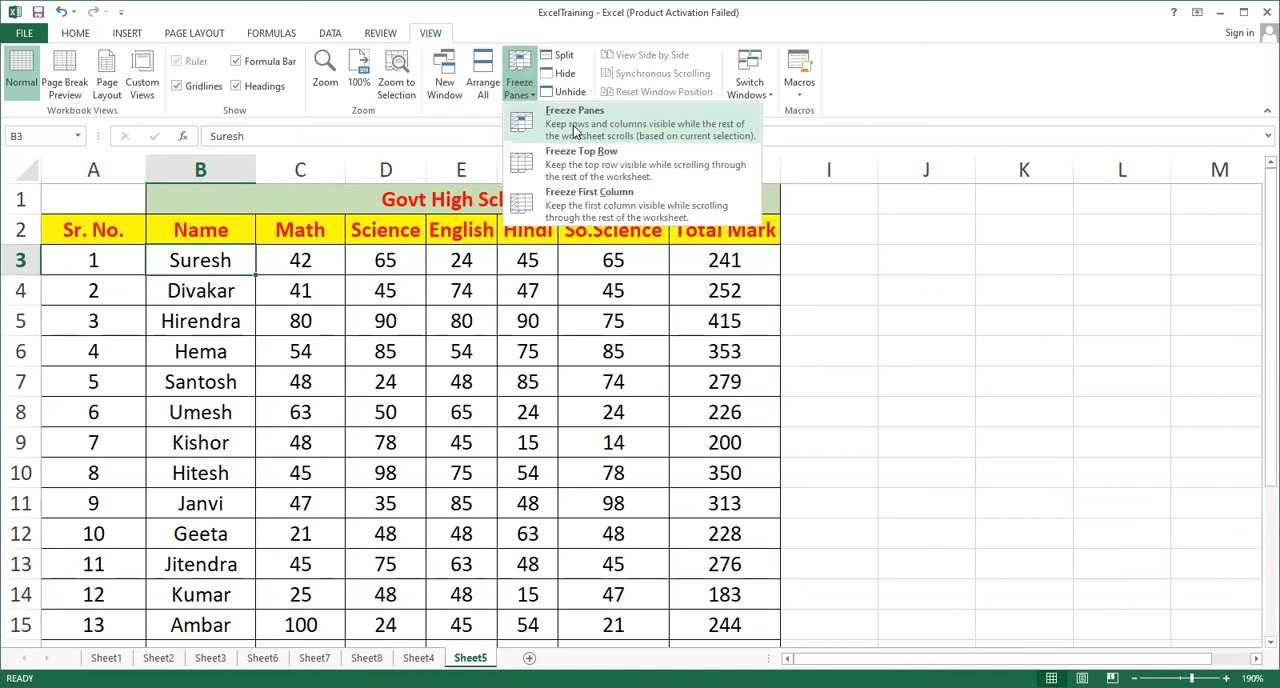 ExcelTraining - Excel (Product Activation Failed)
? Sign in
FILE HOME INSERT PAGE LAYOUT FORMULAS DATA REVIEW VIEW
Normal Page Break Preview Page Layout Custom Views
Workbook Views
Ruler Formula Bar
Gridlines Headings
Show
Zoom 100% Zoom to Selection
Zoom
New Window Arrange All Freeze Panes
Split
Hide
Unhide
View Side by Side
Synchronous Scrolling
Reset Window Position
Switch Windows
Macros
Macros
Freeze Panes
Keep rows and columns visible while the rest of
the worksheet scrolls (based on current selection).
Freeze Top Row
Keep the top row visible while scrolling through
the rest of the worksheet.
Freeze First Column
Keep the first column visible while scrolling
through the rest of the worksheet.
B3 fx Suresh
A B C D E I J K L M
1 Govt High
2 Sr. No. Name Math Science English Hindi So.Science Total Mark
3 1 Suresh 42 65 24 45 65 241
4 2 Divakar 41 45 74 47 45 252
5 3 Hirendra 80 90 80 90 75 415
6 4 Hema 54 85 54 75 85 353
7 5 Santosh 48 24 48 85 74 279
8 6 Umesh 63 50 65 24 24 226
9 7 Kishor 48 78 45 15 14 200
10 8 Hitesh 45 98 75 54 78 350
11 9 Janvi 47 35 85 48 98 313
12 10 Geeta 21 48 48 63 48 228
13 11 Jitendra 45 75 63 48 45 276
14 12 Kumar 25 48 48 15 47 183
15 13 Ambar 100 24 45 54 21 244
Sheet1 Sheet2 Sheet3 Sheet6 Sheet7 Sheet8 Sheet4 Sheet5
READY 190%